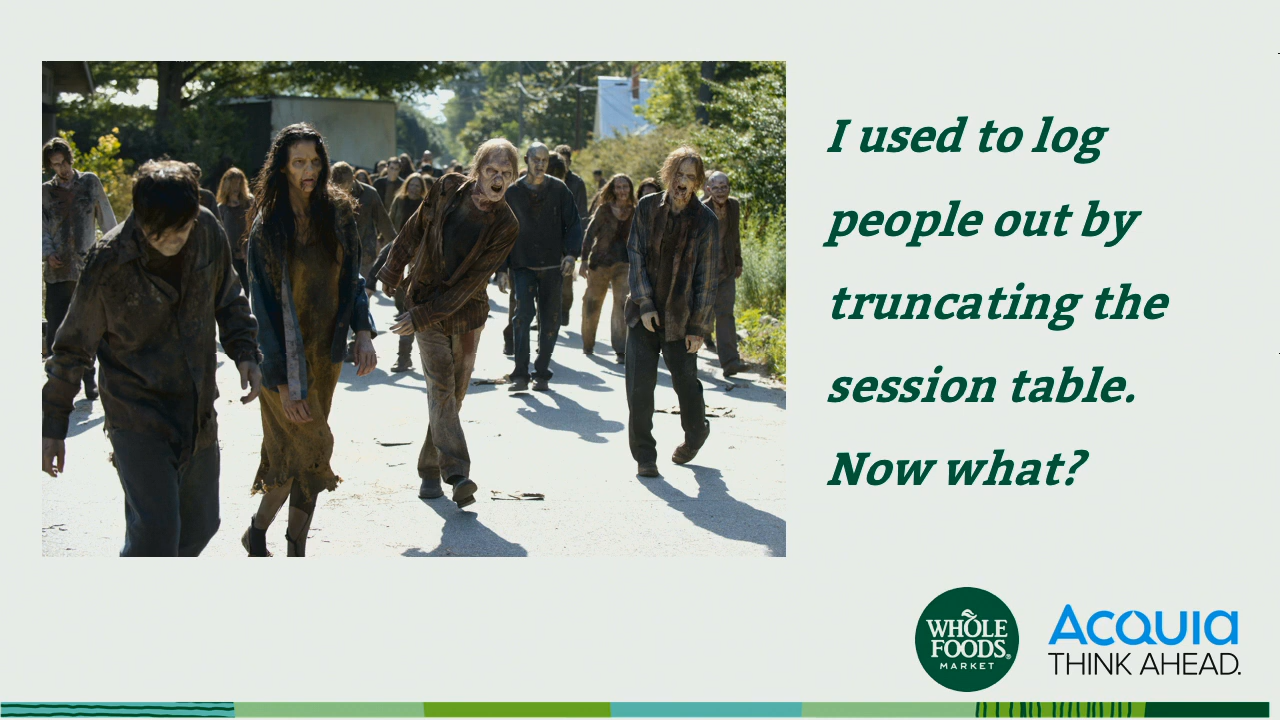 I used to log
people out by
truncating the
session table.
Now what?
WHOLE
FOODS®
MARKET
ACQUIA
THINK AHEAD.